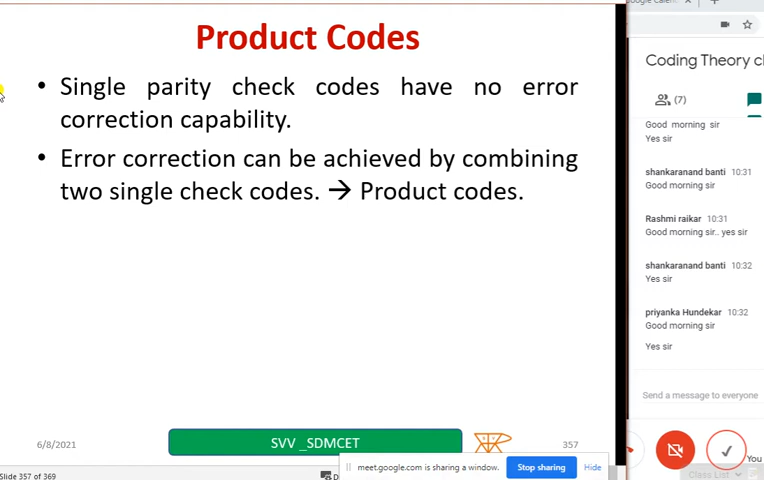 Product Codes
• Single parity check codes have no error
correction capability.
• Error correction can be achieved by combining
two single check codes. → Product codes.
6/8/2021
SVV _SDMCET
357
Slide 357 of 369
meet.google.com is sharing a window.
Stop sharing
Hide
Coding Theory cl
(7)
Good morning sir
Yes sir
shankaranand banti 10:31
Good morning sir
Rashmi raikar 10:31
Good morning sir.. yes sir
shankaranand banti 10:32
Yes sir
priyanka Hundekar 10:32
Good morning sir
Yes sir
Send a message to everyone
You
Class List